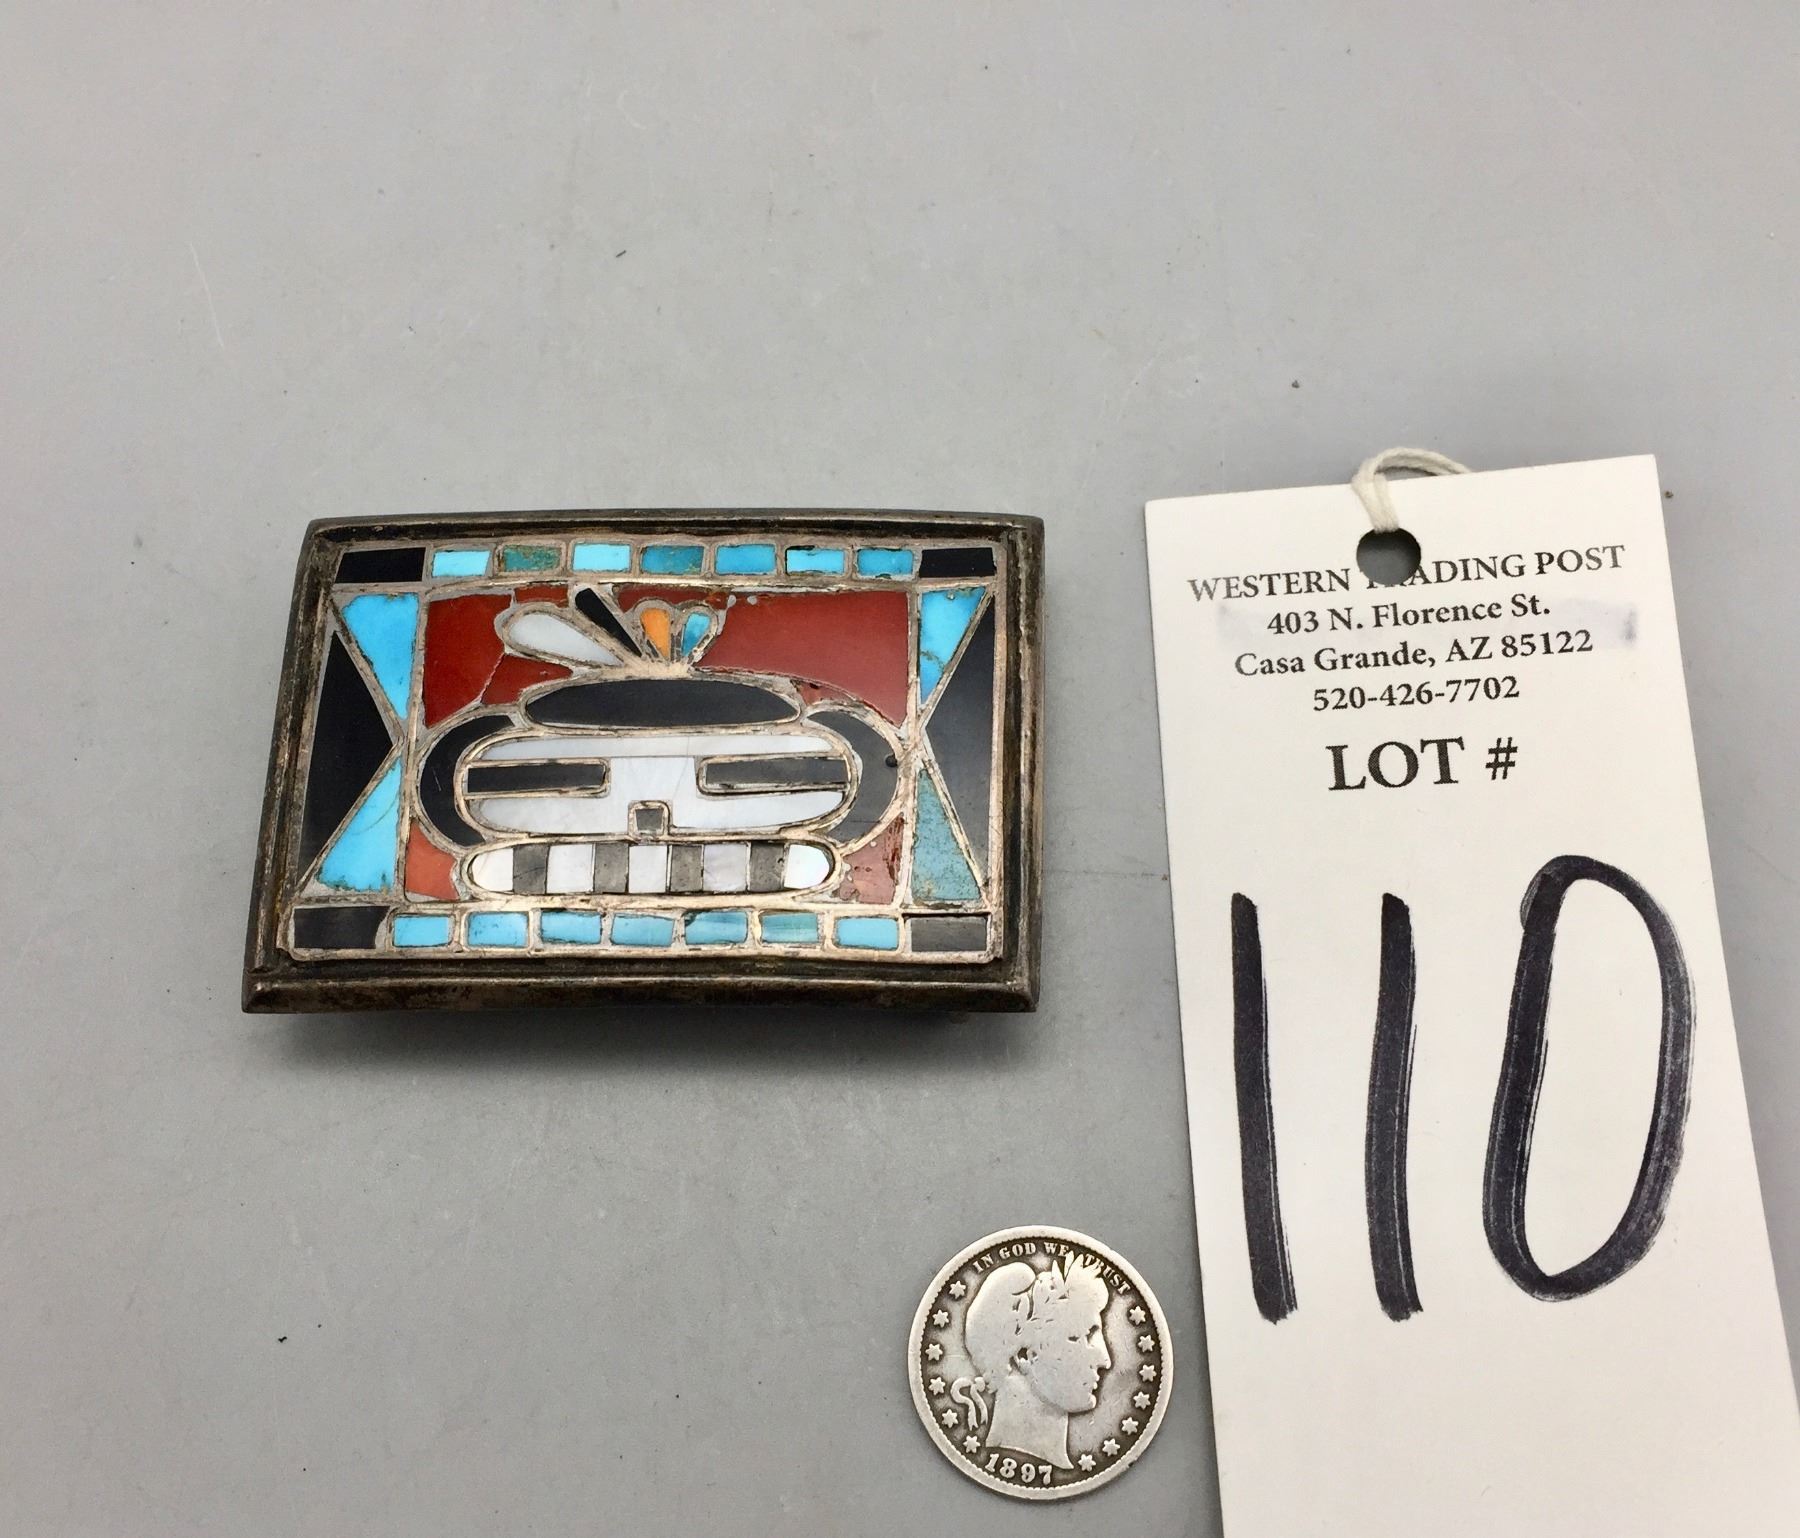 WESTERN TRADING POST
403 N. Florence St.
Casa Grande, AZ 85122
520-426-7702
LOT #
110
IN GOD WE TRUST
1897